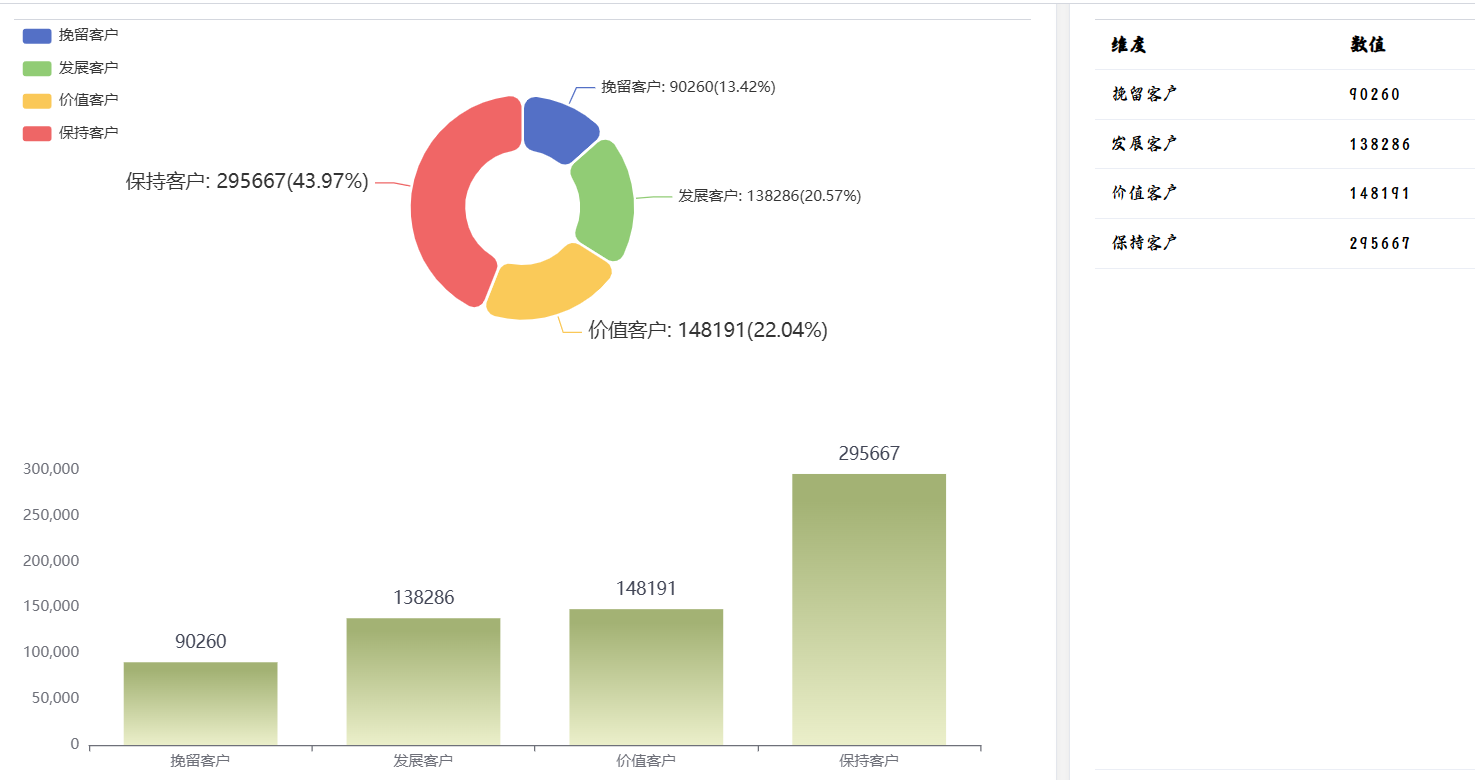 挽留客户
发展客户
价值客户
保持客户
挽留客户: 90260(13.42%)
保持客户: 295667(43.97%)
发展客户: 138286(20.57%)
价值客户: 148191(22.04%)
300,000
250,000
200,000
150,000
100,000
50,000
0
90260
138286
148191
295667
挽留客户
发展客户
价值客户
保持客户
维度 数值
挽留客户 90260
发展客户 138286
价值客户 148191
保持客户 295667